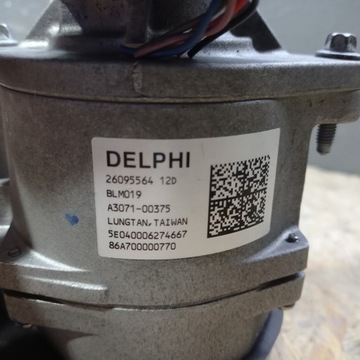 DELPHI
26095564 12D
BLM019
A3071-00375
LUNGTAN,TAIWAN
5E040006274667
86A700000770